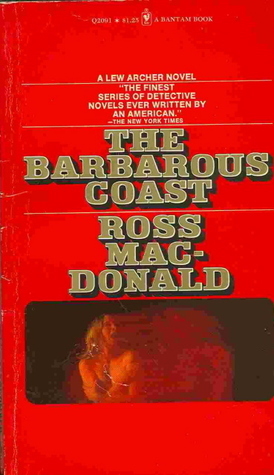 Q2091 ★ $1.25 A BANTAM BOOK
A LEW ARCHER NOVEL
"THE FINEST
SERIES OF DETECTIVE
NOVELS EVER WRITTEN BY
AN AMERICAN."
—THE NEW YORK TIMES
THE
BARBAROUS
COAST
ROSS
MAC-
DONALD